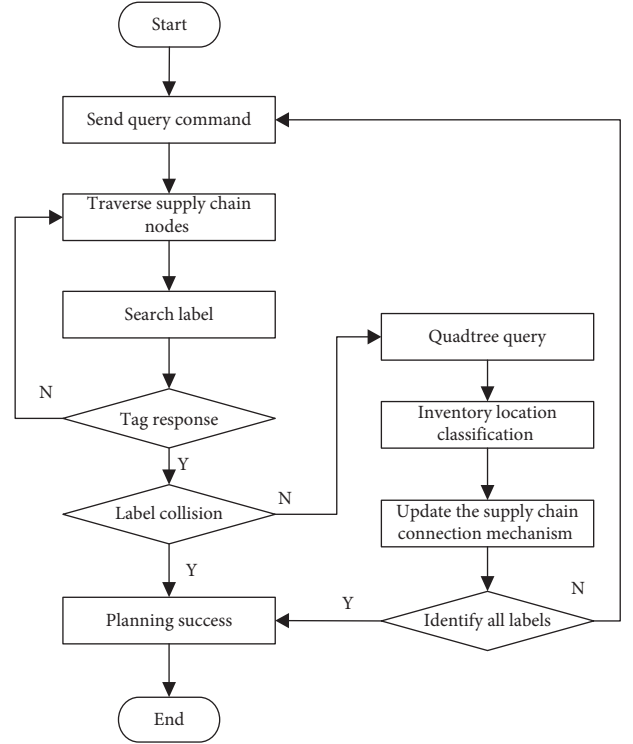 Start
Send query command
Traverse supply chain
nodes
Search label
Quadtree query
N
Tag response
Inventory location
classification
Y
N
Label collision
Update the supply chain
connection mechanism
Y
N
Y
Planning success
Identify all labels
End